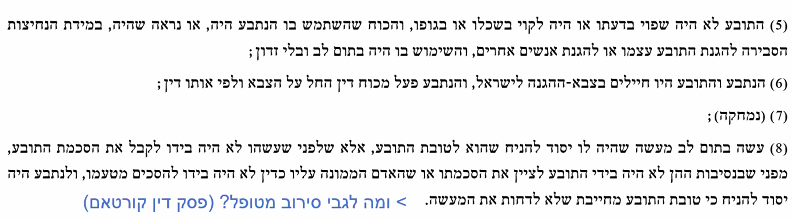 (5) התובע לא היה שפוי בדעתו או היה לקוי בשכלו או בגופו, והכוח שהשתמש בו הנתבע היה, או נראה שהיה, במידת הנחיצות
הסבירה להגנת התובע עצמו או להגנת אנשים אחרים, והשימוש בו היה בתום לב ובלי זדון;
(6) הנתבע והתובע היו חיילים בצבא-ההגנה לישראל, והנתבע פעל מכוח דין החל על הצבא ולפי אותו דין;
(7) (נמחקה);
(8) עשה בתום לב מעשה שהיה לו יסוד להניח שהוא לטובת התובע, אלא שלפני שעשהו לא היה בידו לקבל את הסכמת התובע,
מפני שבנסיבות ההן לא היה בידי התובע לציין את הסכמתו או שהאדם הממונה עליו כדין לא היה בידו להסכים מטעמו, ולנתבע היה
יסוד להניח כי טובת התובע מחייבת שלא לדחות את המעשה. > ומה לגבי סירוב מטופל? (פסק דין קורטאם)